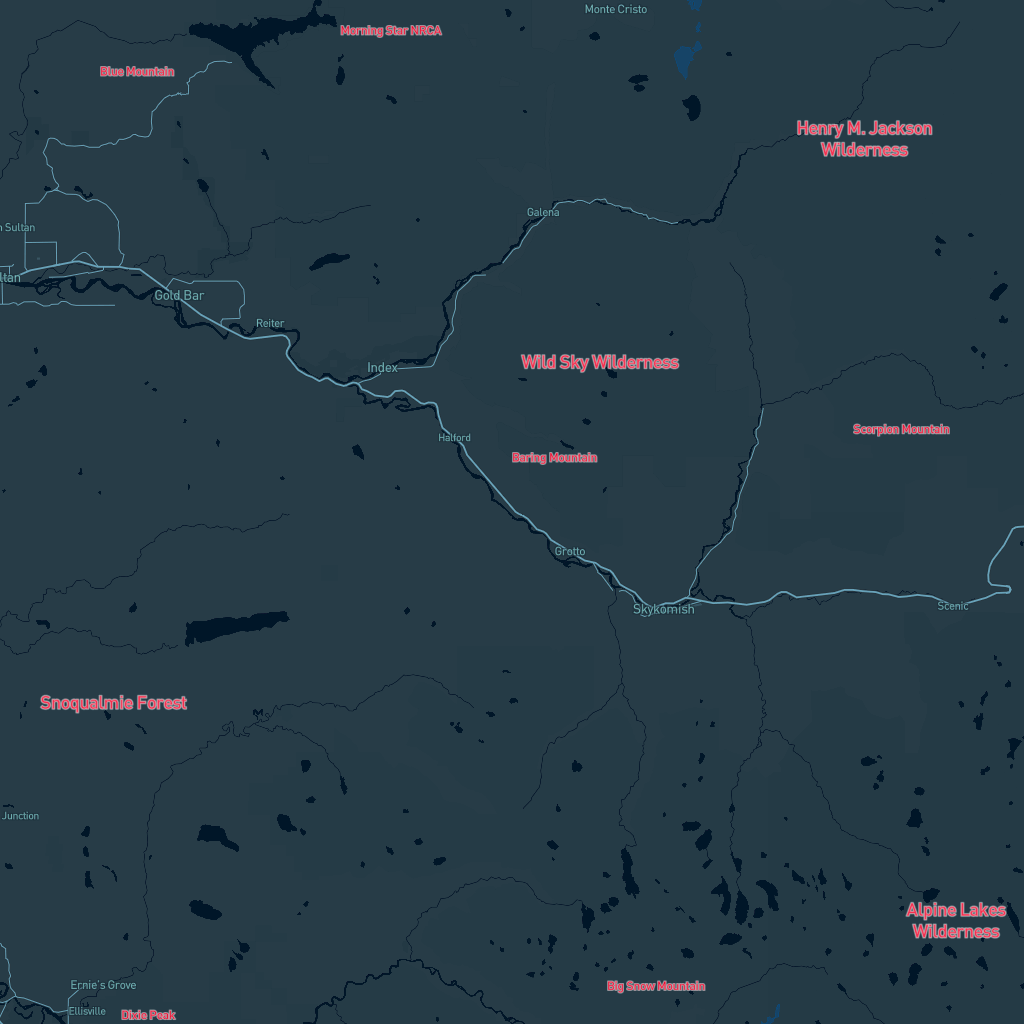 Monte Cristo
Morning Star NRCA
Blue Mountain
Henry M. Jackson
Wilderness
Galena
n Sultan
ltan
Gold Bar
Reiter
Index
Wild Sky Wilderness
Scorpion Mountain
Halford
Baring Mountain
Grotto
Skykomish
Scenic
Snoqualmie Forest
Junction
Alpine Lakes
Wilderness
Ernie's Grove
Big Snow Mountain
Ellisville
Dixie Peak